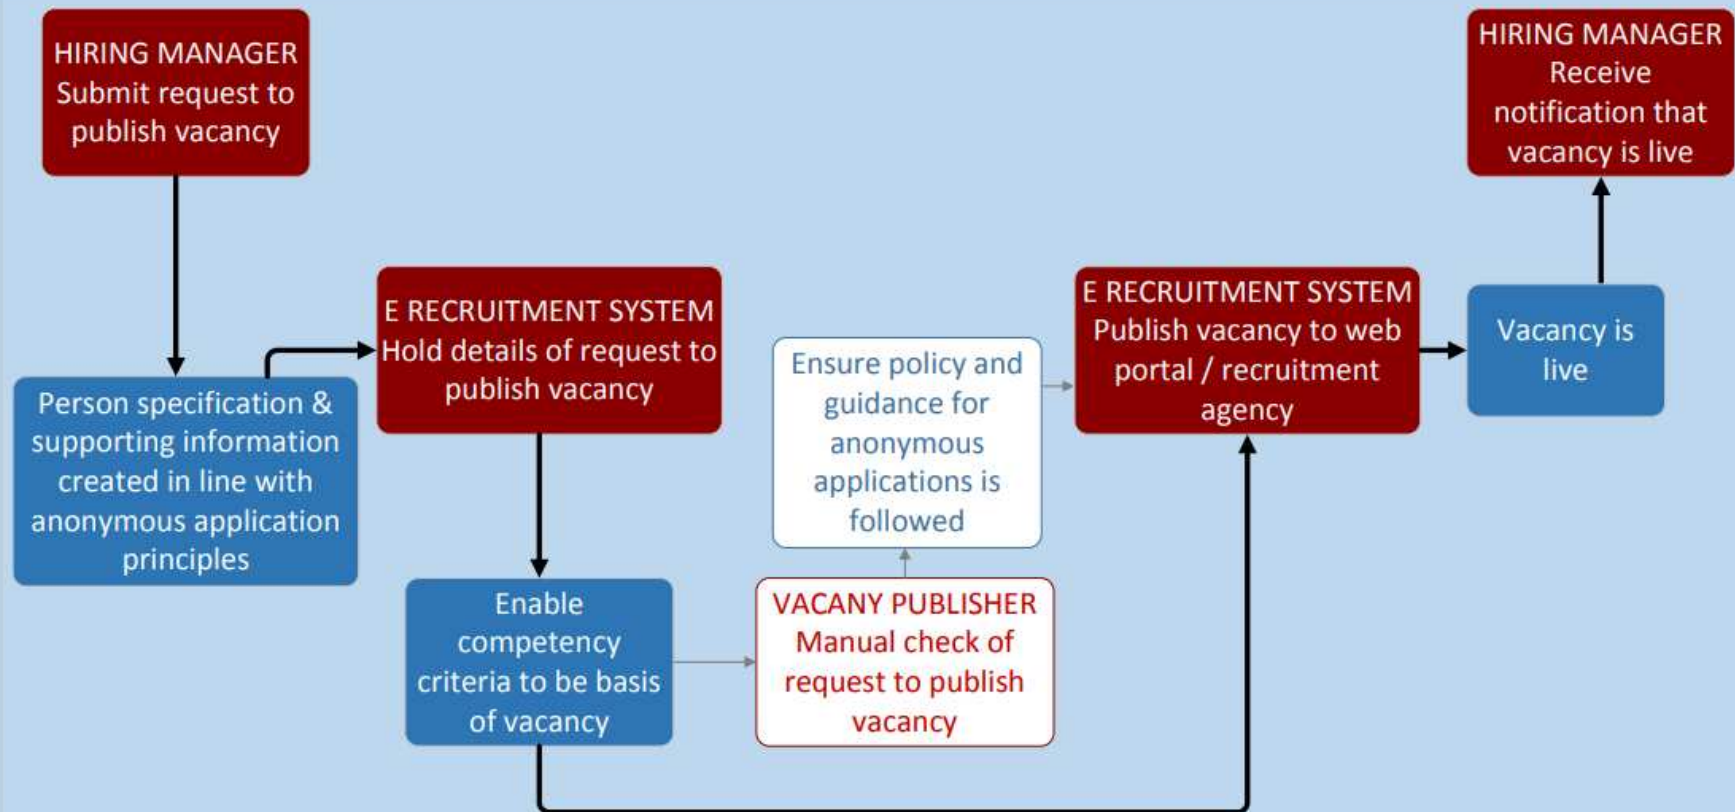 HIRING MANAGER
Submit request to
publish vacancy
Person specification &
supporting information
created in line with
anonymous application
principles
E RECRUITMENT SYSTEM
Hold details of request to
publish vacancy
Enable
competency
criteria to be basis
of vacancy
VACANY PUBLISHER
Manual check of
request to publish
vacancy
Ensure policy and
guidance for
anonymous
applications is
followed
E RECRUITMENT SYSTEM
Publish vacancy to web
portal / recruitment
agency
Vacancy is
live
HIRING MANAGER
Receive
notification that
vacancy is live